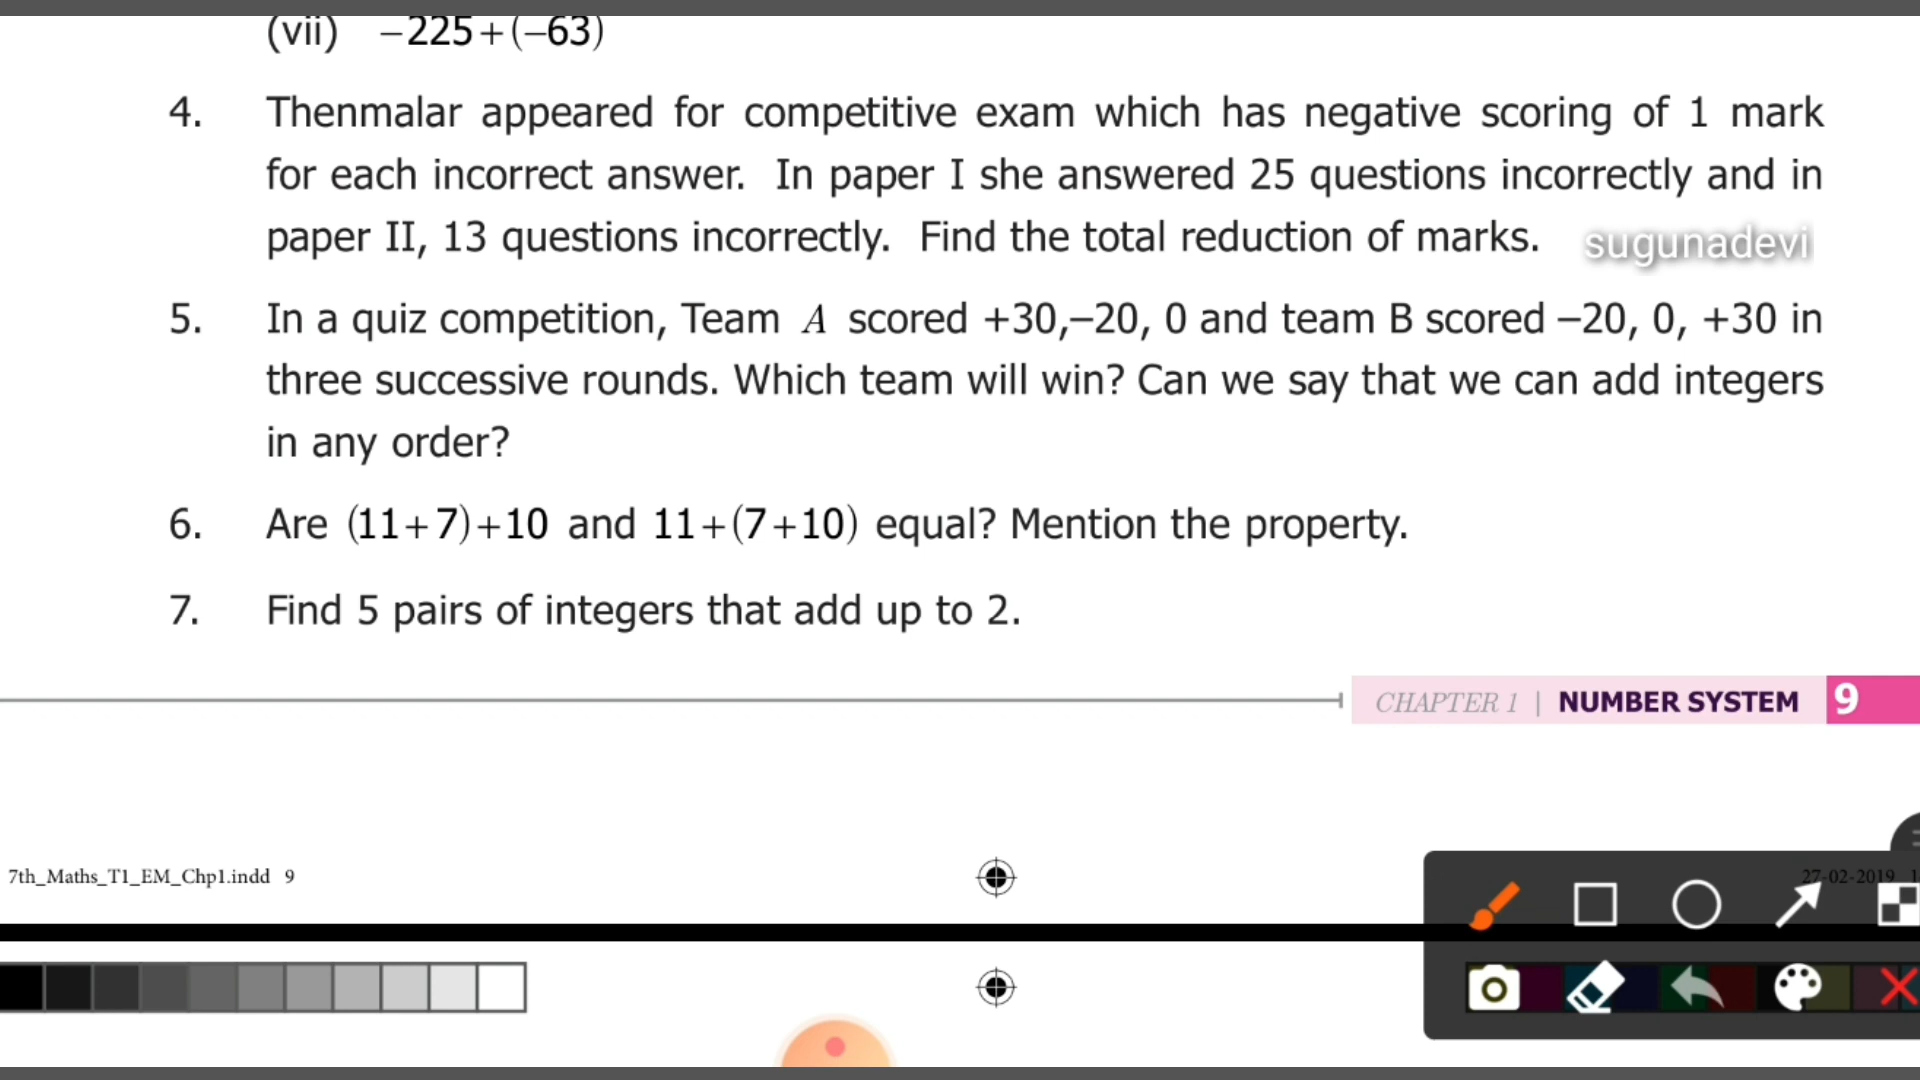 (vii) –225+(–63)
4. Thenmalar appeared for competitive exam which has negative scoring of 1 mark
for each incorrect answer. In paper I she answered 25 questions incorrectly and in
paper II, 13 questions incorrectly. Find the total reduction of marks.
sugunadevi
5. In a quiz competition, Team A scored +30,–20, 0 and team B scored –20, 0, +30 in
three successive rounds. Which team will win? Can we say that we can add integers
in any order?
6. Are (11+7)+10 and 11+(7+10) equal? Mention the property.
7. Find 5 pairs of integers that add up to 2.
CHAPTER 1 | NUMBER SYSTEM 9
7th_Maths_T1_EM_Chp1.indd 9
27-02-2019